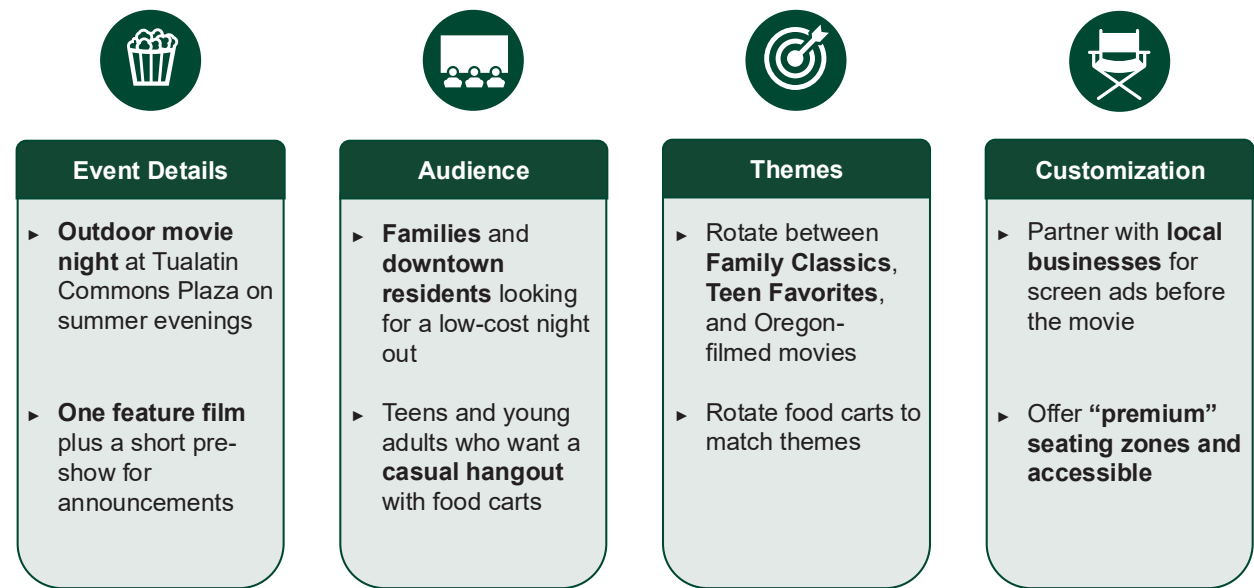 Event Details
► Outdoor movie
night at Tualatin
Commons Plaza on
summer evenings
► One feature film
plus a short pre-
show for
announcements
Audience
► Families and
downtown
residents looking
for a low-cost night
out
► Teens and young
adults who want a
casual hangout
with food carts
Themes
► Rotate between
Family Classics,
Teen Favorites,
and Oregon-
filmed movies
► Rotate food carts to
match themes
Customization
► Partner with local
businesses for
screen ads before
the movie
► Offer “premium”
seating zones and
accessible